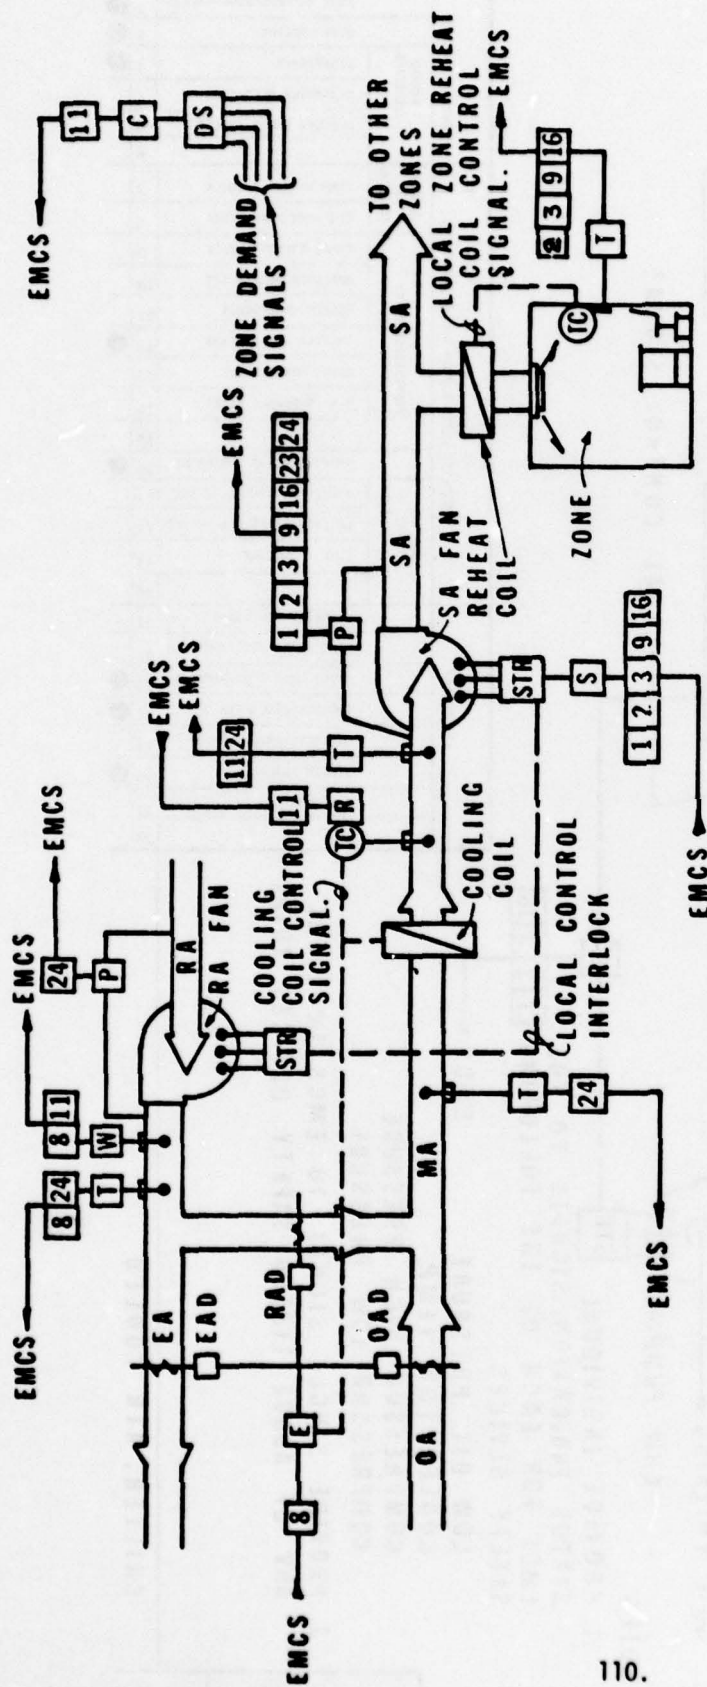 EMCS
11
C
DS
ZONE DEMAND
SIGNALS
EMCS
1 2 3 9 16 23 24
P
EMCS
EMCS
11 24
T
11
R
TC
EMCS
24
P
EMCS
8 11
W
EMCS
8 24
T
RA
RA FAN
STR
COOLING
COIL CONTROL
SIGNAL.
EA
EAD
RAD
OAD
E
8
EMCS
OA
MA
T
24
EMCS
COOLING
COIL
LOCAL CONTROL
INTERLOCK
SA FAN
REHEAT
COIL
STR
S
1 2 3 9 16
EMCS
SA
SA
TO OTHER
ZONES
LOCAL ZONE REHEAT
COIL CONTROL
SIGNAL.
EMCS
2 3 9 16
T
TC
ZONE
110.